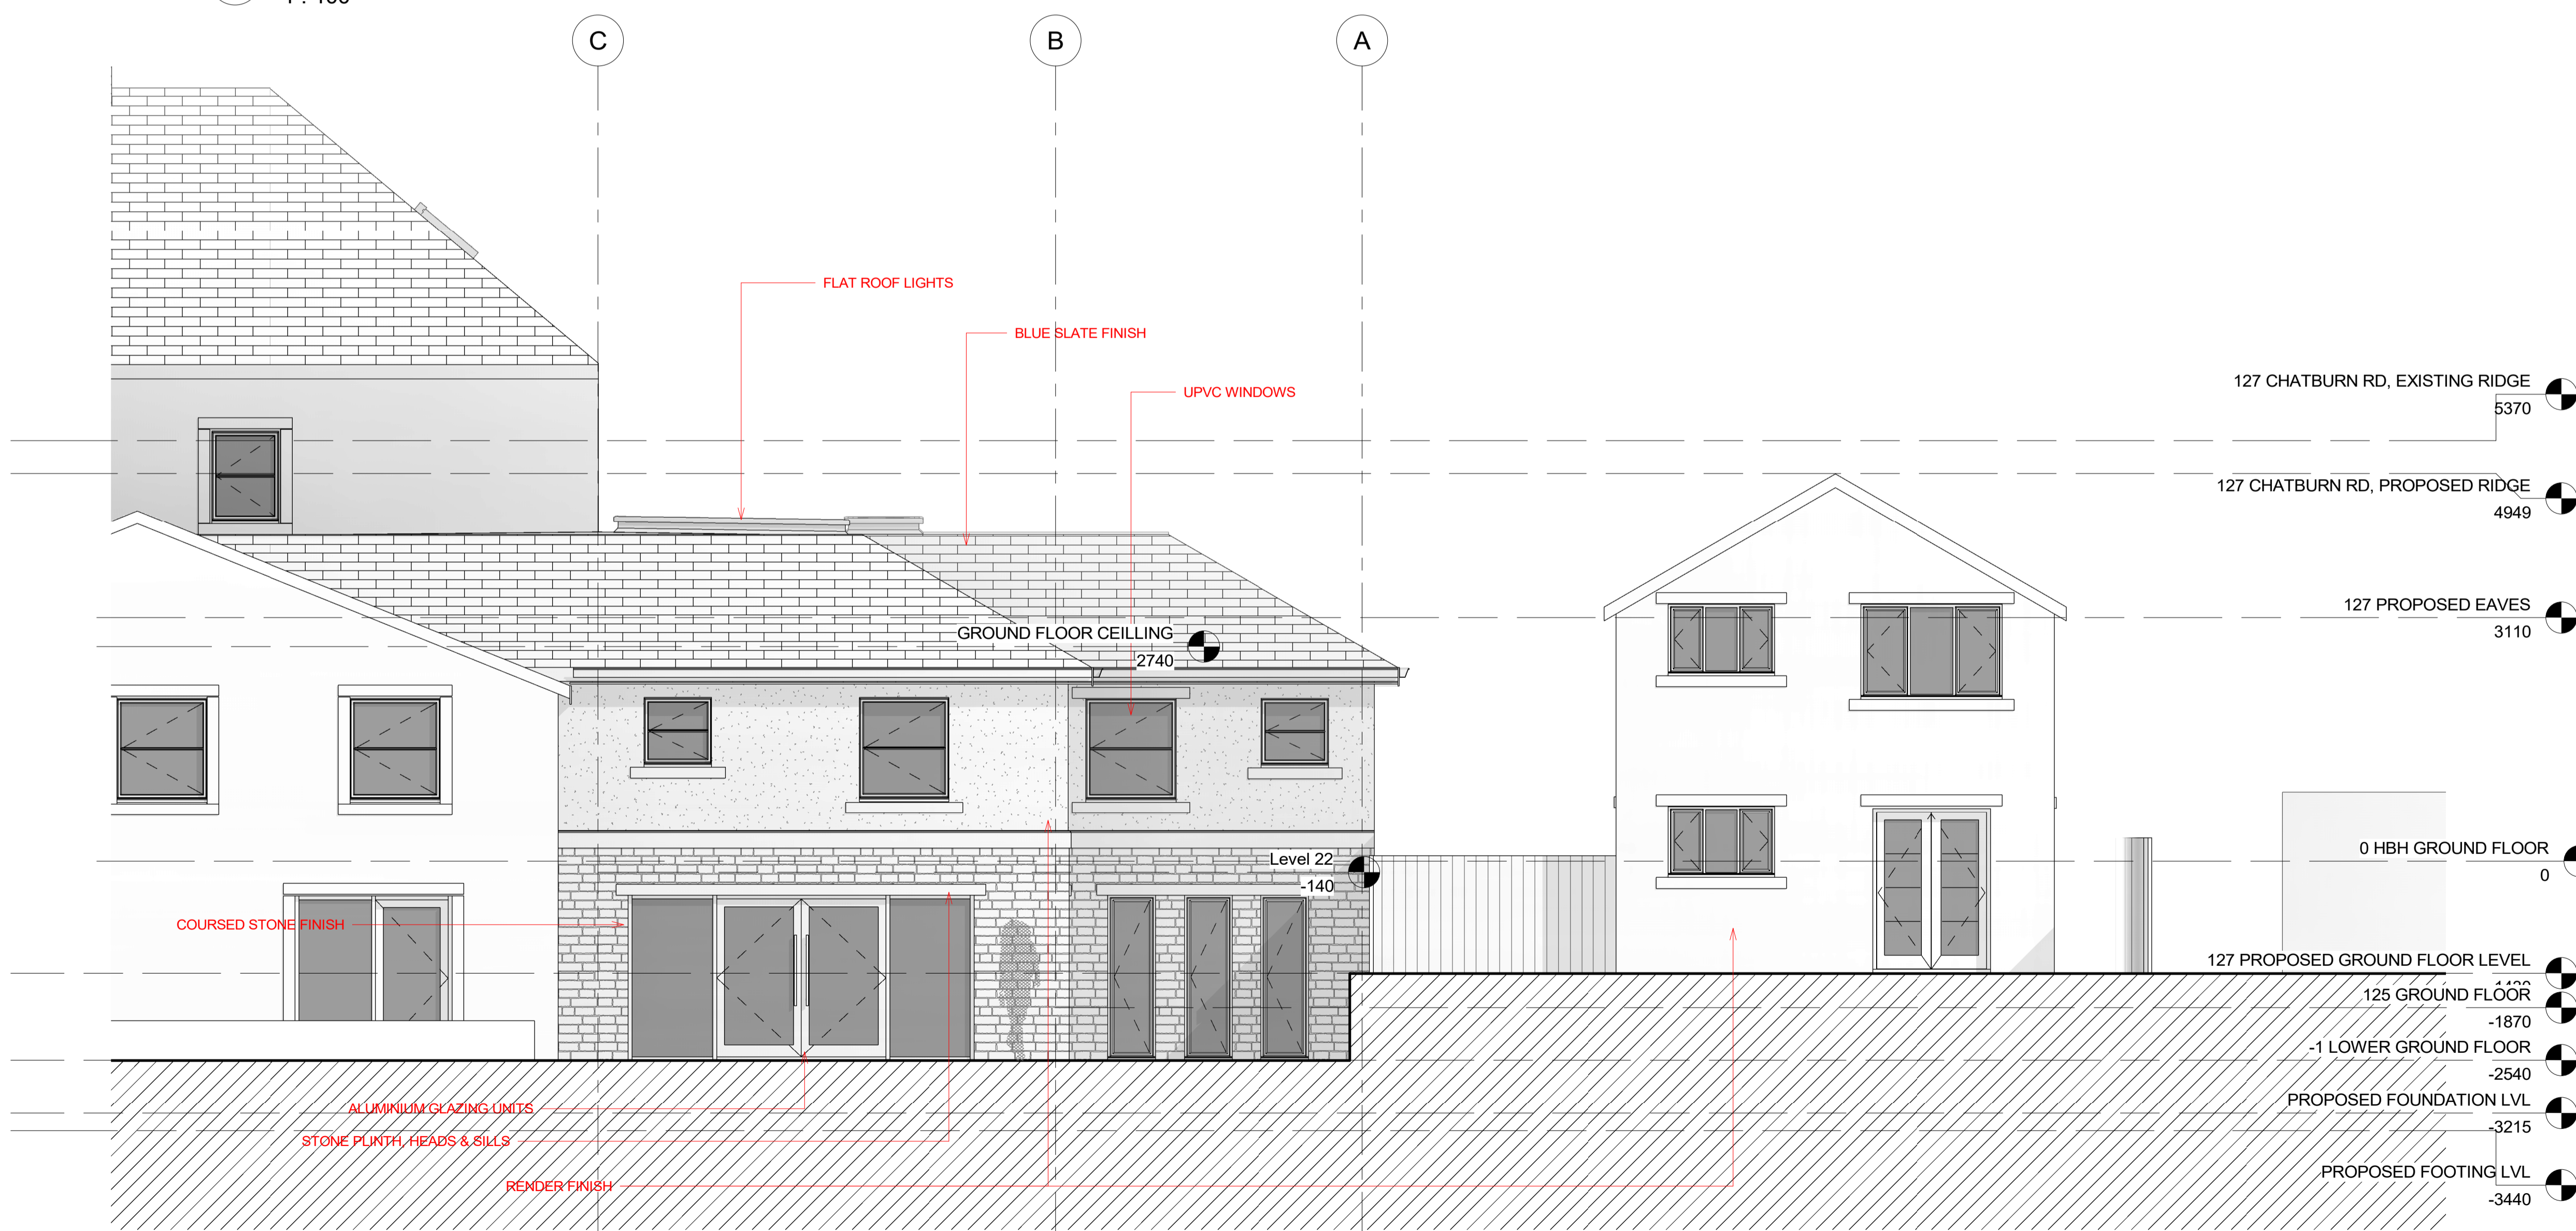 C
B
A
FLAT ROOF LIGHTS
BLUE SLATE FINISH
UPVC WINDOWS
127 CHATBURN RD, EXISTING RIDGE
5370
127 CHATBURN RD, PROPOSED RIDGE
4949
127 PROPOSED EAVES
3110
GROUND FLOOR CEILLING
2740
Level 22
-140
0 HBH GROUND FLOOR
0
COURSED STONE FINISH
127 PROPOSED GROUND FLOOR LEVEL
125 GROUND FLOOR
-1870
-1 LOWER GROUND FLOOR
-2540
ALUMINIUM GLAZING UNITS
PROPOSED FOUNDATION LVL
-3215
STONE PLINTH, HEADS & SILLS
RENDER FINISH
PROPOSED FOOTING LVL
-3440